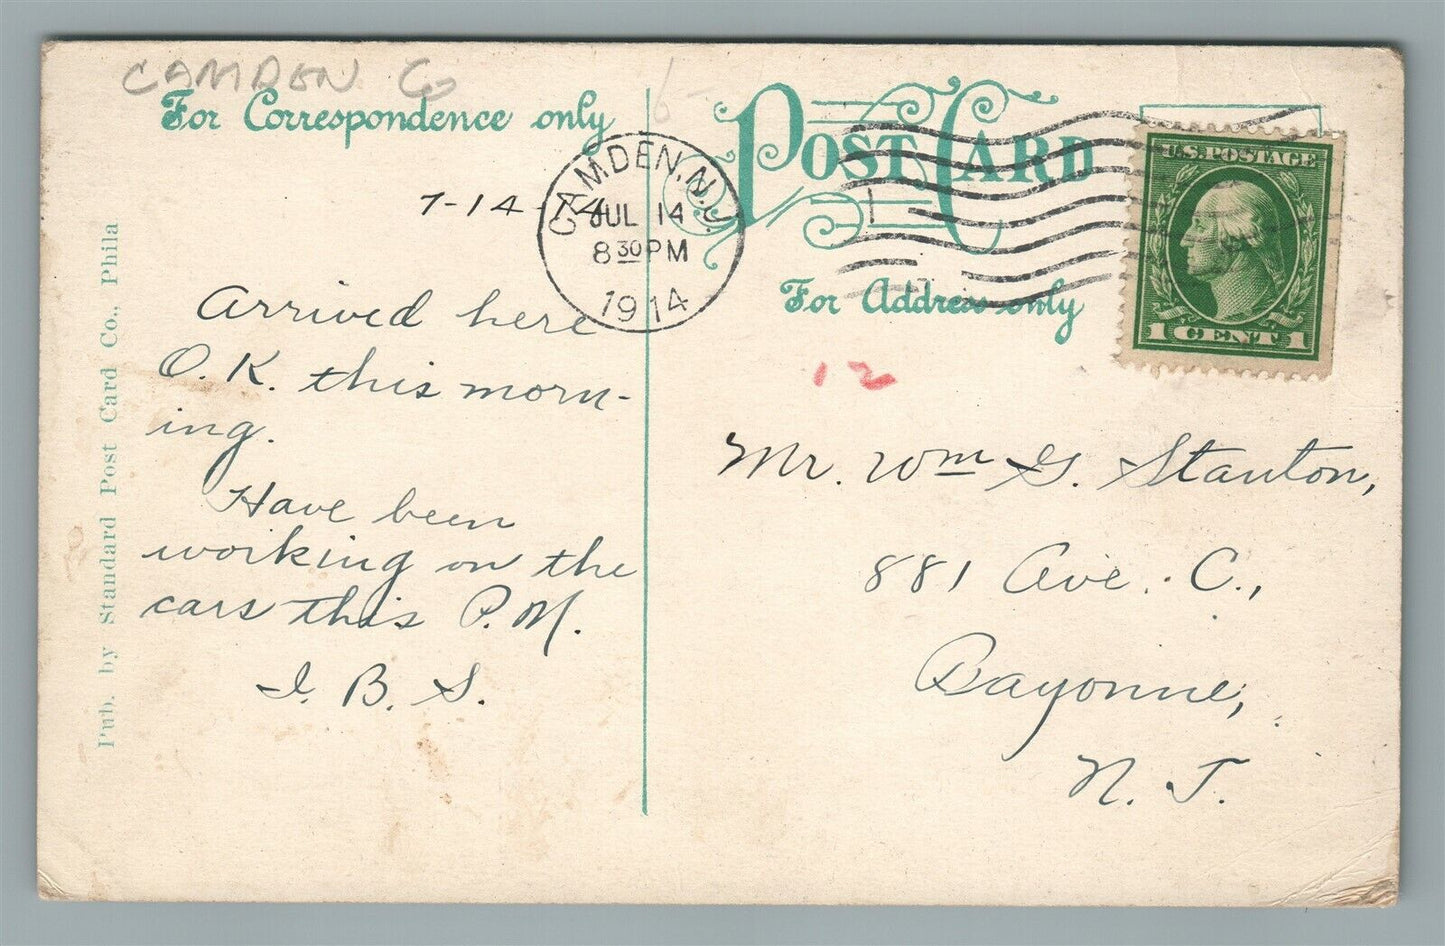 CAMDEN Co
For Correspondence only
7-14-14
Arrived here
O.K. this morn-
ing.
Have been
working on the
cars this P.M.
I. B. S.
Pub. by Standard Post Card Co., Phila
CAMDEN, N.J.
JUL 14
8 30 PM
1914
1
POST CARD
For Address only
U.S. POSTAGE
1 CENT 1
12
Mr. Wm G. Stanton,
881 Ave. C.,
Bayonne,
N. J.